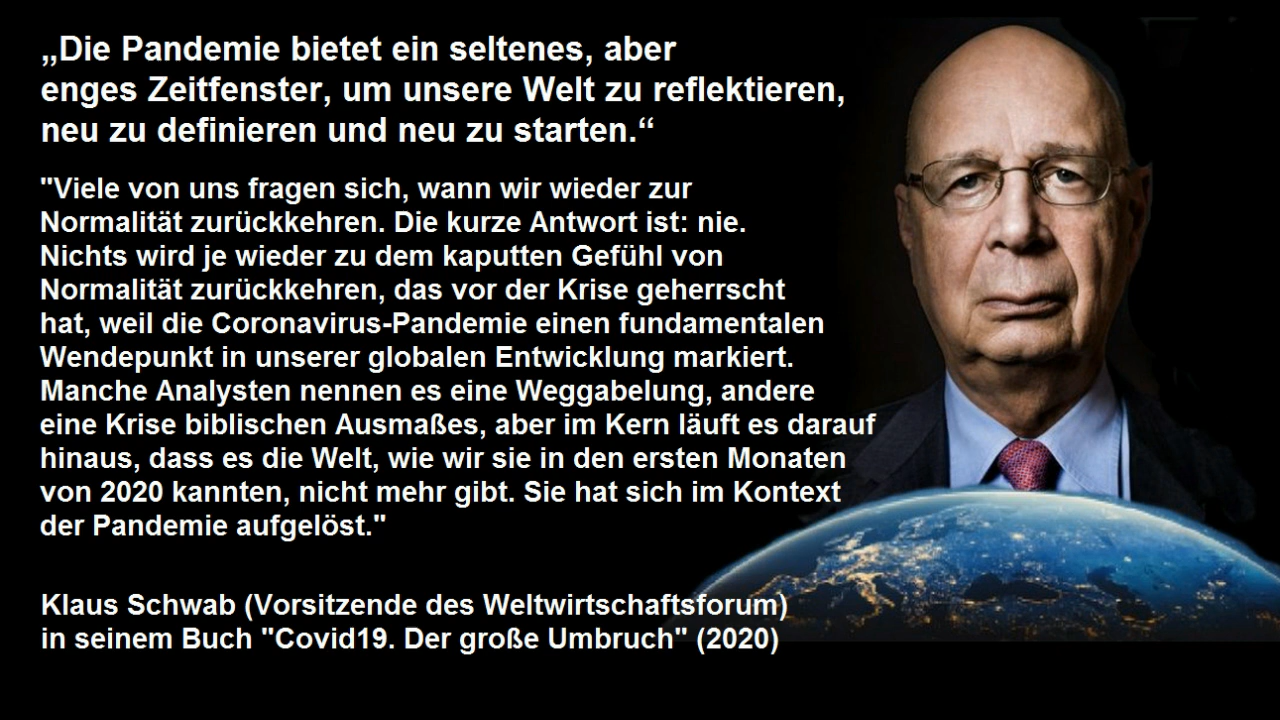 „Die Pandemie bietet ein seltenes, aber
enges Zeitfenster, um unsere Welt zu reflektieren,
neu zu definieren und neu zu starten.“
"Viele von uns fragen sich, wann wir wieder zur
Normalität zurückkehren. Die kurze Antwort ist: nie.
Nichts wird je wieder zu dem kaputten Gefühl von
Normalität zurückkehren, das vor der Krise geherrscht
hat, weil die Coronavirus-Pandemie einen fundamentalen
Wendepunkt in unserer globalen Entwicklung markiert.
Manche Analysten nennen es eine Weggabelung, andere
eine Krise biblischen Ausmaßes, aber im Kern läuft es darauf
hinaus, dass es die Welt, wie wir sie in den ersten Monaten
von 2020 kannten, nicht mehr gibt. Sie hat sich im Kontext
der Pandemie aufgelöst."
Klaus Schwab (Vorsitzende des Weltwirtschaftsforum)
in seinem Buch "Covid19. Der große Umbruch" (2020)